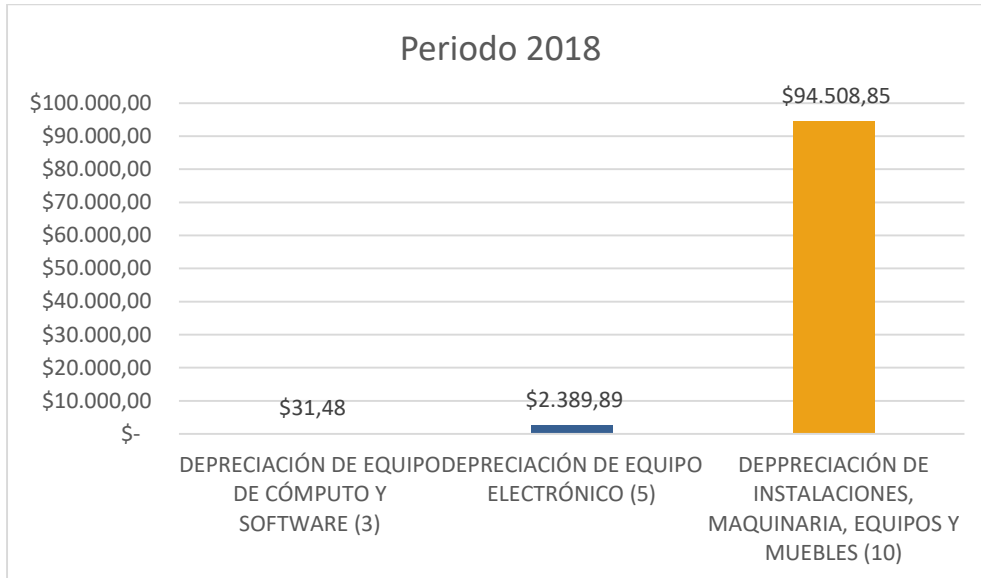 Periodo 2018
$100.000,00
$90.000,00
$80.000,00
$70.000,00
$60.000,00
$50.000,00
$40.000,00
$30.000,00
$20.000,00
$10.000,00
$-
$31,48
$2.389,89
$94.508,85
DEPRECIACIÓN DE EQUIPO
DE CÓMPUTO Y
SOFTWARE (3)
DEPRECIACIÓN DE EQUIPO
ELECTRÓNICO (5)
DEPPRECIACIÓN DE
INSTALACIONES,
MAQUINARIA, EQUIPOS Y
MUEBLES (10)